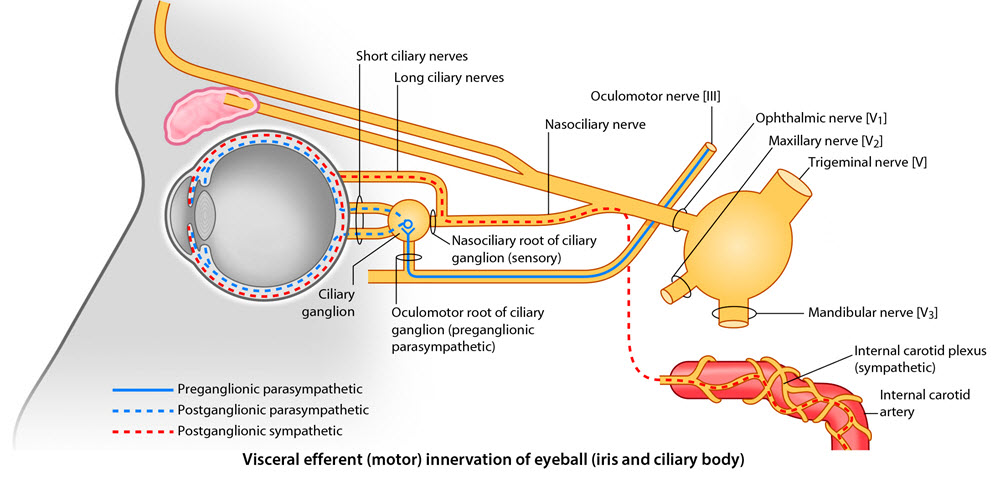 Short ciliary nerves
Long ciliary nerves
Oculomotor nerve [III]
Nasociliary nerve
Ophthalmic nerve [V1]
Maxillary nerve [V2]
Trigeminal nerve [V]
Nasociliary root of ciliary
ganglion (sensory)
Ciliary
ganglion
Oculomotor root of ciliary
ganglion (preganglionic
parasympathetic)
Mandibular nerve [V3]
Internal carotid plexus
(sympathetic)
Internal carotid
artery
Preganglionic parasympathetic
Postganglionic parasympathetic
Postganglionic sympathetic
Visceral efferent (motor) innervation of eyeball (iris and ciliary body)